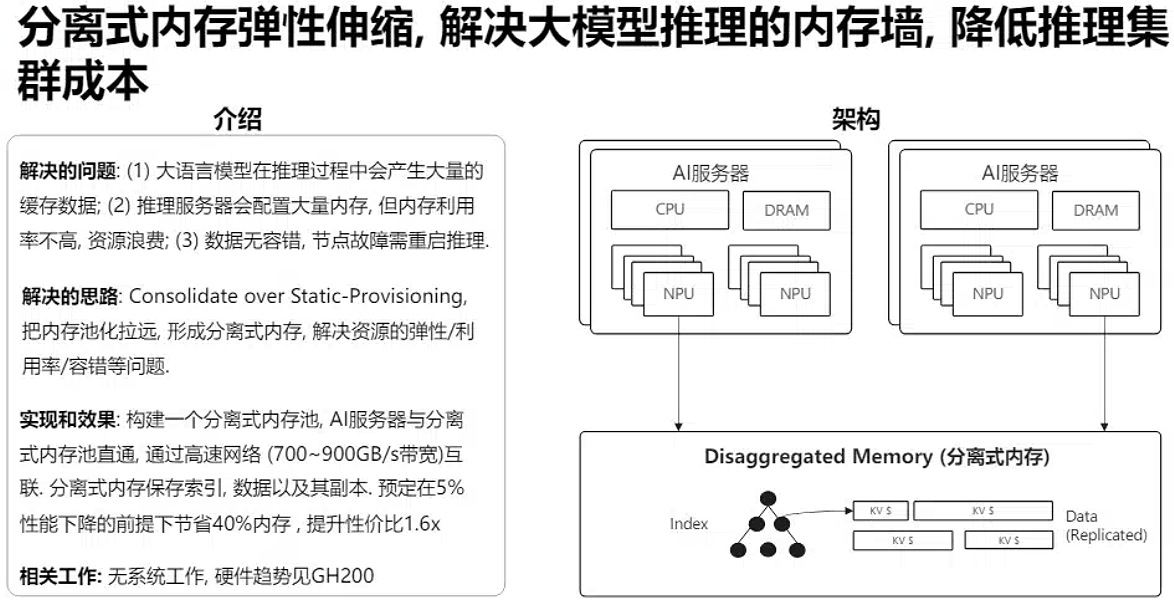 分离式内存弹性伸缩, 解决大模型推理的内存墙, 降低推理集
群成本
介绍
解决的问题: (1) 大语言模型在推理过程中会产生大量的
缓存数据; (2) 推理服务器会配置大量内存, 但内存利用
率不高, 资源浪费; (3) 数据无容错, 节点故障需重启推理.
解决的思路: Consolidate over Static-Provisioning,
把内存池化拉远, 形成分离式内存, 解决资源的弹性/利
用率/容错等问题.
实现和效果: 构建一个分离式内存池, AI服务器与分离
式内存池直通, 通过高速网络 (700~900GB/s带宽)互
联. 分离式内存保存索引, 数据以及其副本. 预定在5%
性能下降的前提下节省40%内存 , 提升性价比1.6x
相关工作: 无系统工作, 硬件趋势见GH200
架构
AI服务器
CPU
DRAM
NPU
NPU
AI服务器
CPU
DRAM
NPU
NPU
Disaggregated Memory (分离式内存)
Index
KV $
KV $
KV $
KV $
Data
(Replicated)